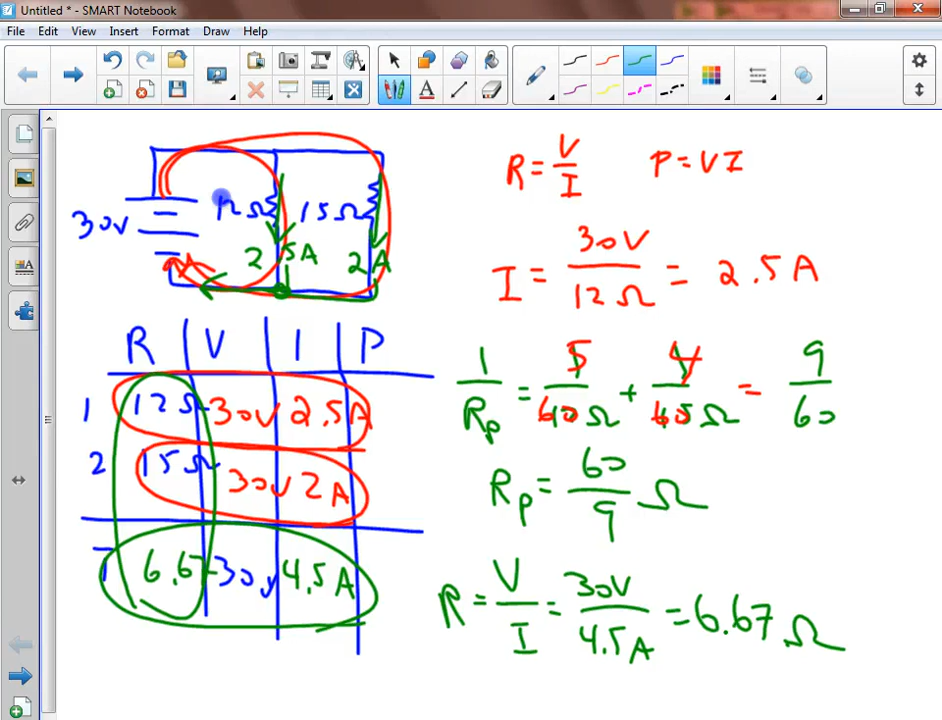 Untitled * - SMART Notebook
File Edit View Insert Format Draw Help
R = V/I P = VI
30V 12Ω 15Ω
2.5A 2A
I = 30V/12Ω = 2.5A
R V I P
1/Rp = 5/60Ω + 4/60Ω = 9/60
1 12Ω 30V 2.5A
2 15Ω 30V 2A
Rp = 60/9 Ω
T 6.67 30V 4.5A
R = V/I = 30V/4.5A = 6.67Ω